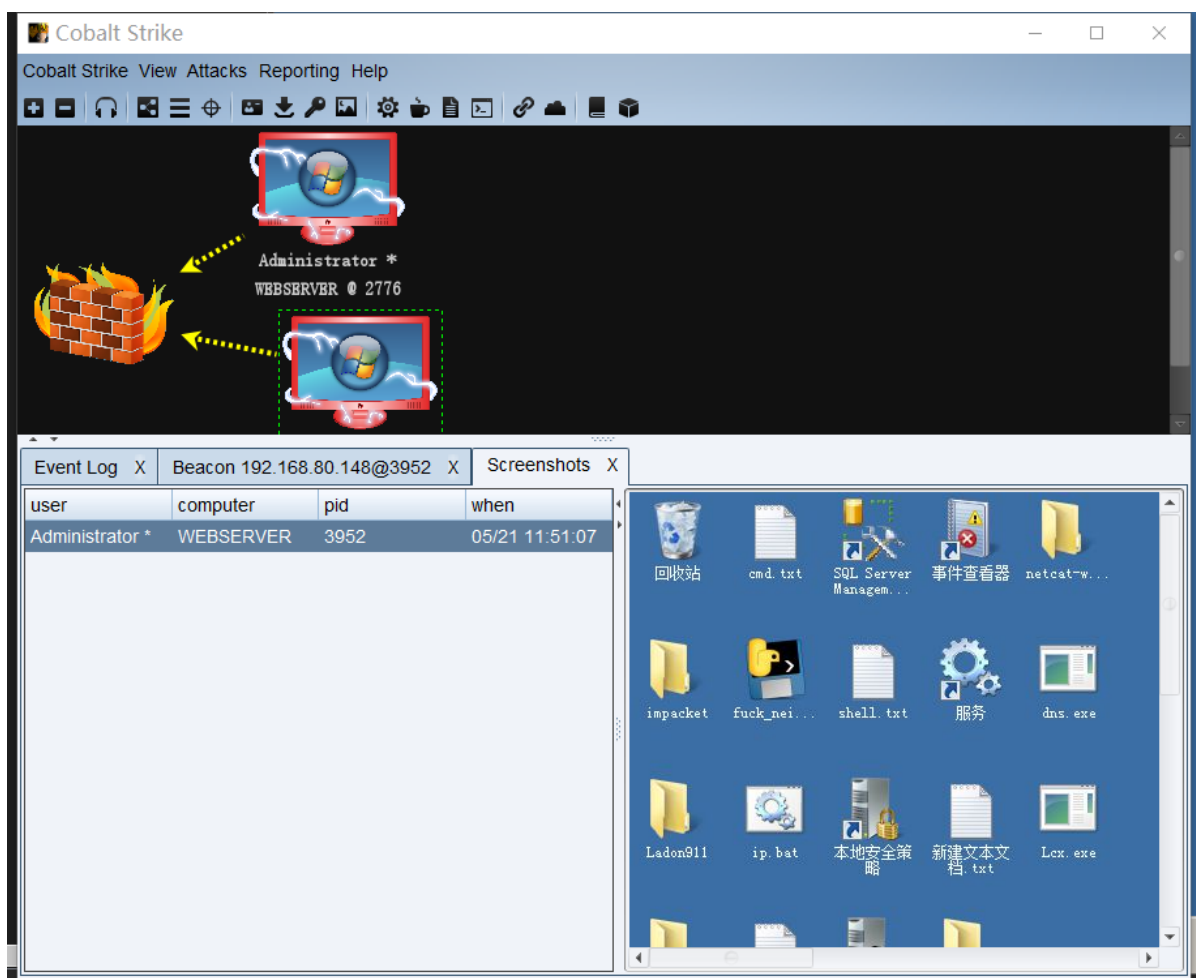 Cobalt Strike
Cobalt Strike View Attacks Reporting Help
Administrator *
WEBSERVER @ 2776
Event Log X Beacon 192.168.80.148@3952 X Screenshots X
user computer pid when
Administrator * WEBSERVER 3952 05/21 11:51:07
回收站 cmd.txt SQL Server Managem... 事件查看器 netcat-w...
impacket fuck_nei... shell.txt 服务 dns.exe
Ladon911 ip.bat 本地安全策略 新建文本文档.txt Lcx.exe